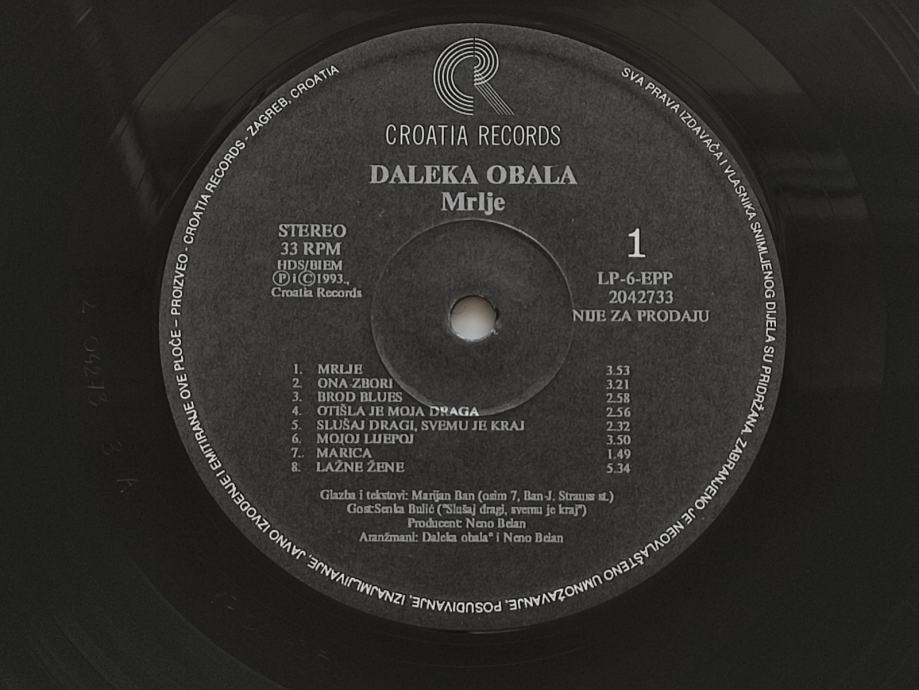 CROATIA RECORDS
DALEKA OBALA
Mrlje
STEREO
33 RPM
HDS/BIEM
Ⓟ i Ⓒ 1993.,
Croatia Records
1
LP-6-EPP
2042733
NIJE ZA PRODAJU
1. MRLJE 3.53
2. ONA ZBORI 3.21
3. BROD BLUES 2.58
4. OTIŠLA JE MOJA DRAGA 2.56
5. SLUŠAJ DRAGI, SVEMU JE KRAJ 2.32
6. MOJOJ LIJEPOJ 3.50
7.. MARICA 1.49
8. LAŽNE ŽENE 5.34
Glazba i tekstovi: Marijan Ban (osim 7, Ban-J. Strauss st.)
Gost:Senka Bulić ("Slušaj dragi, svemu je kraj")
Producent: Neno Belan
Aranžmani: Daleka obala" i Neno Belan
PROIZVEO - CROATIA RECORDS - ZAGREB, CROATIA
SVA PRAVA IZDAVAČA I VLASNIKA SNIMLJENOG DIJELA SU PRIDRŽANA. ZABRANJENO JE NEOVLAŠTENO UMNOŽAVANJE, POSUDIVANJE, IZNAJMLJIVANJE, JAVNO IZVOĐENJE I EMITIRANJE OVE PLOČE –